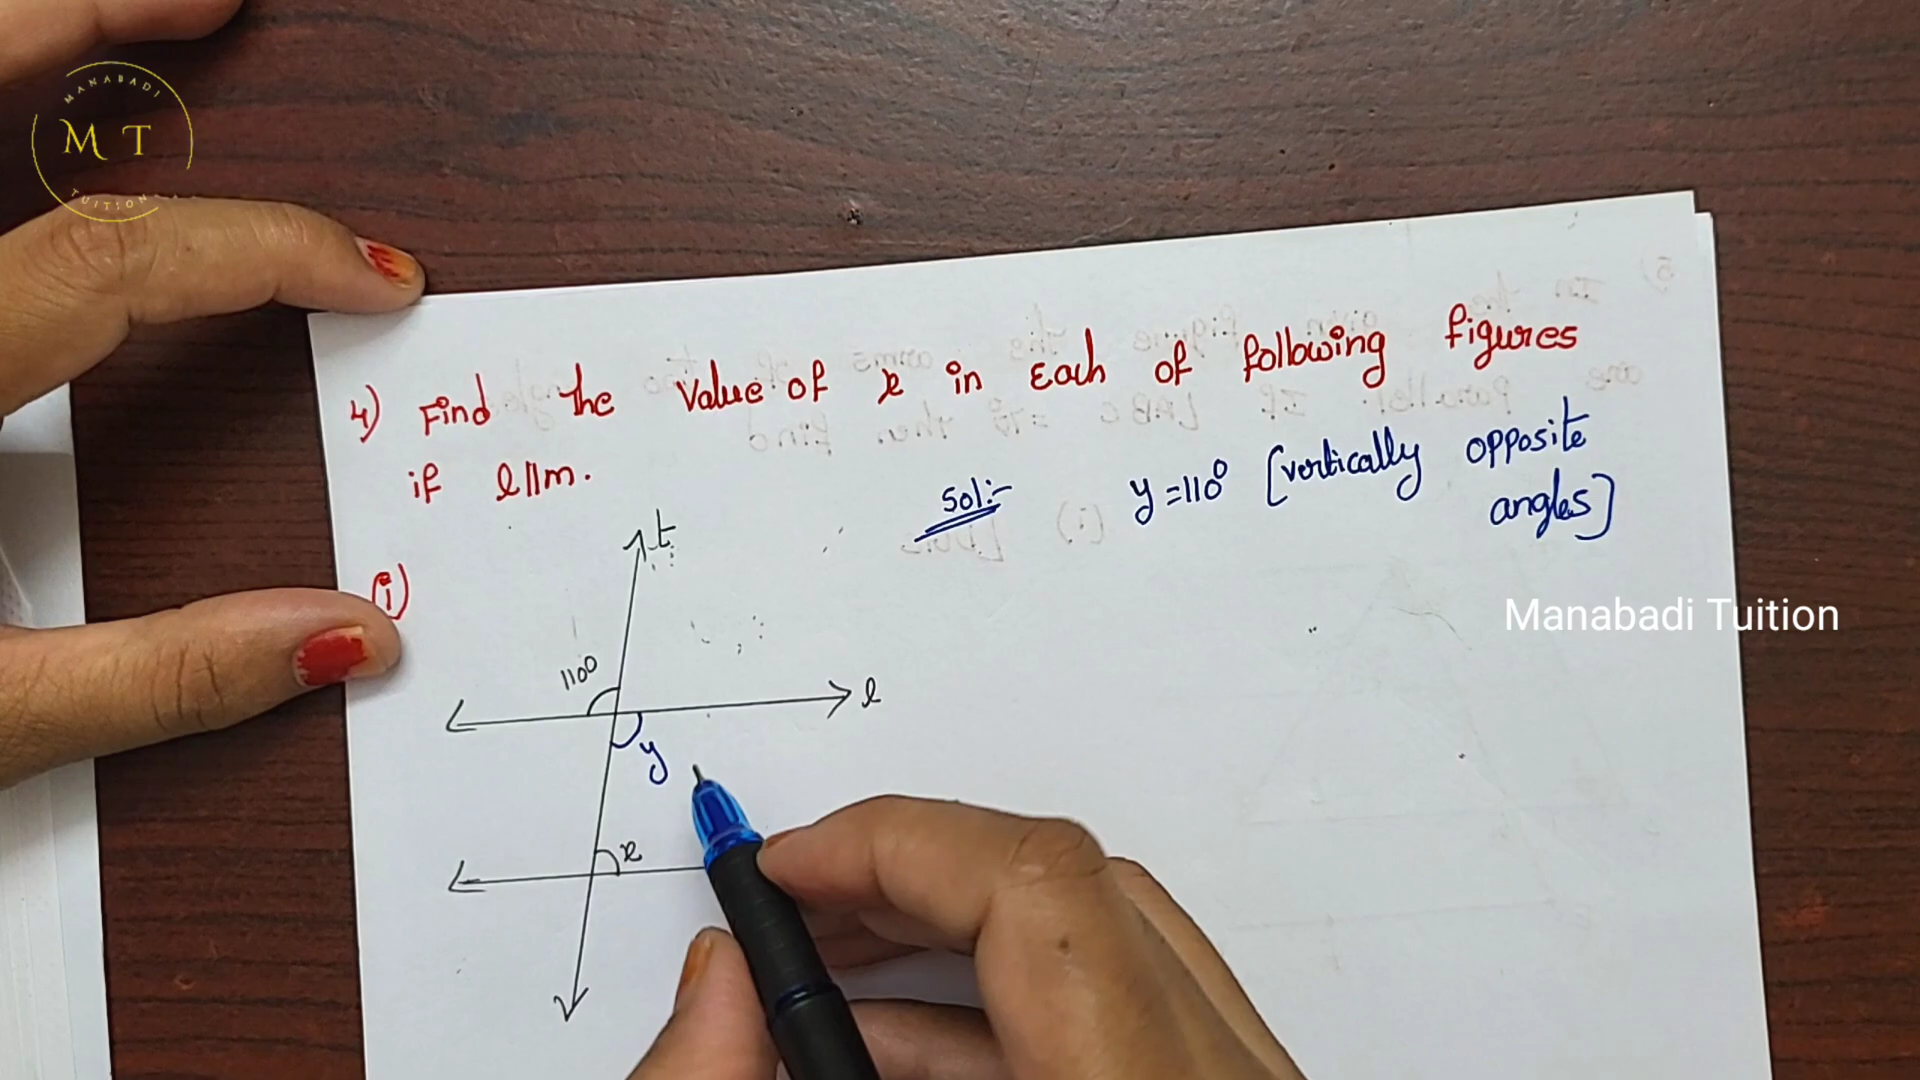 MANABADI
M T
TUITION
4) Find the value of x in Each of following figures
if l||m.
Sol:- y=110° [vertically opposite
angles]
(i)
t
110°
l
y
x
Manabadi Tuition